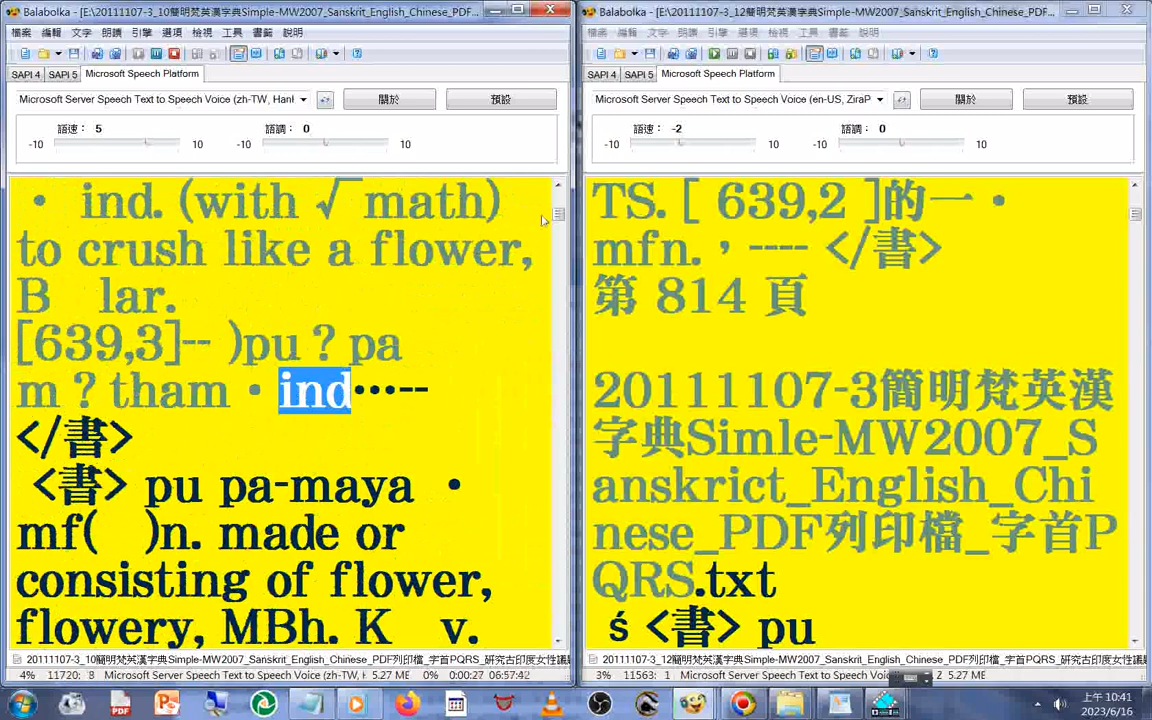 Balabolka - [E:\20111107-3_10簡明梵英漢字典Simple-MW2007_Sanskrit_English_Chinese_PDF...
檔案 編輯 文字 朗讀 引擎 選項 檢視 工具 書籤 說明
SAPI 4 SAPI 5 Microsoft Speech Platform
Microsoft Server Speech Text to Speech Voice (zh-TW, Hanl 關於 預設
語速： 5 語調： 0
-10 10 -10 10
• ind. (with √ math)
to crush like a flower,
B lar.
[639,3]-- )pu ? pa
m ? tham • ind…--
</書>
<書> pu pa-maya •
mf( )n. made or
consisting of flower,
flowery, MBh. K v.
20111107-3_10簡明梵英漢字典Simple-MW2007_Sanskrit_English_Chinese_PDF列印檔_字首PQRS_研究古印度女性議
4% 11720: 8 Microsoft Speech Platform Microsoft Server Speech Text to Speech Voice (zh-TW, 5.27 ME 0% 0:00:27 06:57:42
Balabolka - [E:\20111107-3_12簡明梵英漢字典Simple-MW2007_Sanskrit_English_Chinese_PDF...
檔案 編輯 文字 朗讀 引擎 選項 檢視 工具 書籤 說明
SAPI 4 SAPI 5 Microsoft Speech Platform
Microsoft Server Speech Text to Speech Voice (en-US, ZiraP 關於 預設
語速： -2 語調： 0
-10 10 -10 10
TS. [ 639,2 ]的一 •
mfn.，---- </書>
第 814 頁
20111107-3簡明梵英漢
字典Simle-MW2007_S
anskrict_English_Chi
nese_PDF列印檔_字首P
QRS.txt
ś <書> pu
20111107-3_12簡明梵英漢字典Simple-MW2007_Sanskrit_English_Chinese_PDF列印檔_字首PQRS_研究古印度女性議
3% 11563: 1 Microsoft Server Speech Text to Speech Voice 5.27 MB
上午 10:41
2023/6/16